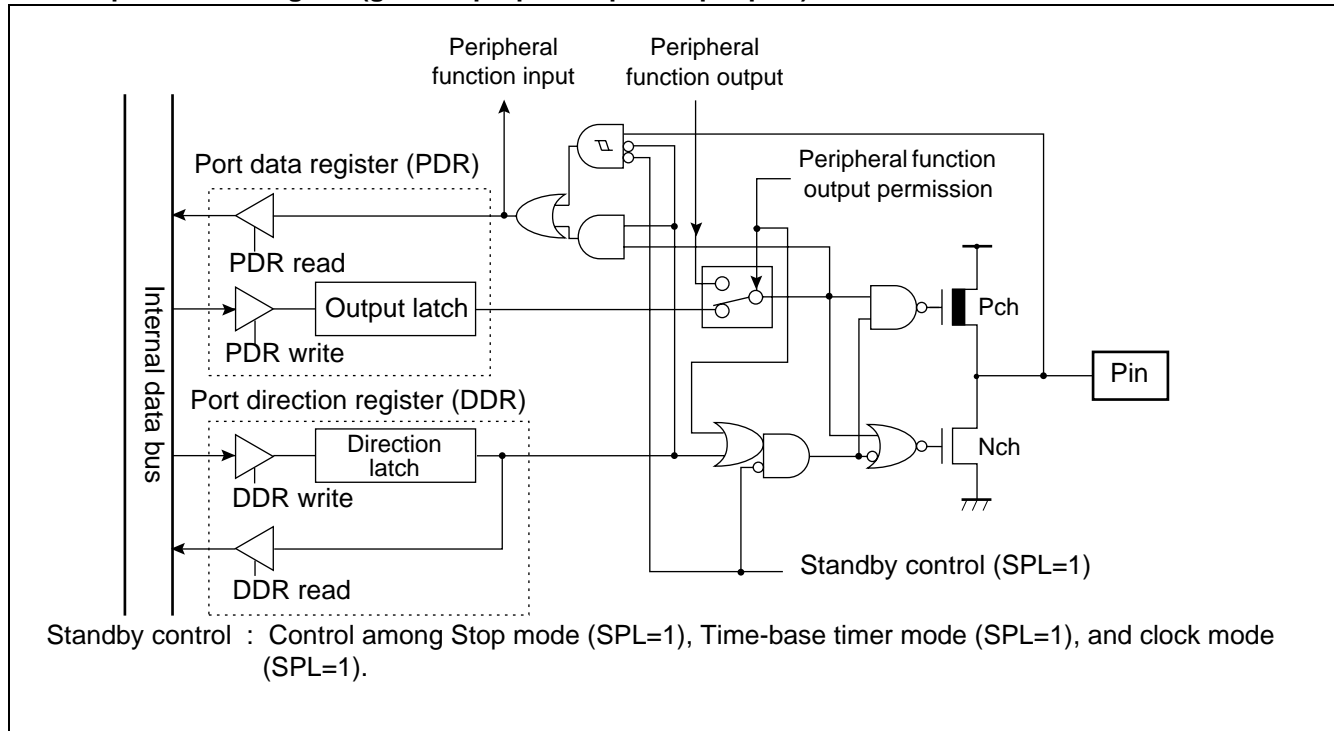 Peripheral
function input
Peripheral
function output
Port data register (PDR)
Peripheral function
output permission
PDR read
Internal data bus
Output latch
Pch
PDR write
Pin
Port direction register (DDR)
Direction
latch
Nch
DDR write
Standby control (SPL=1)
DDR read
Standby control : Control among Stop mode (SPL=1), Time-base timer mode (SPL=1), and clock mode
(SPL=1).